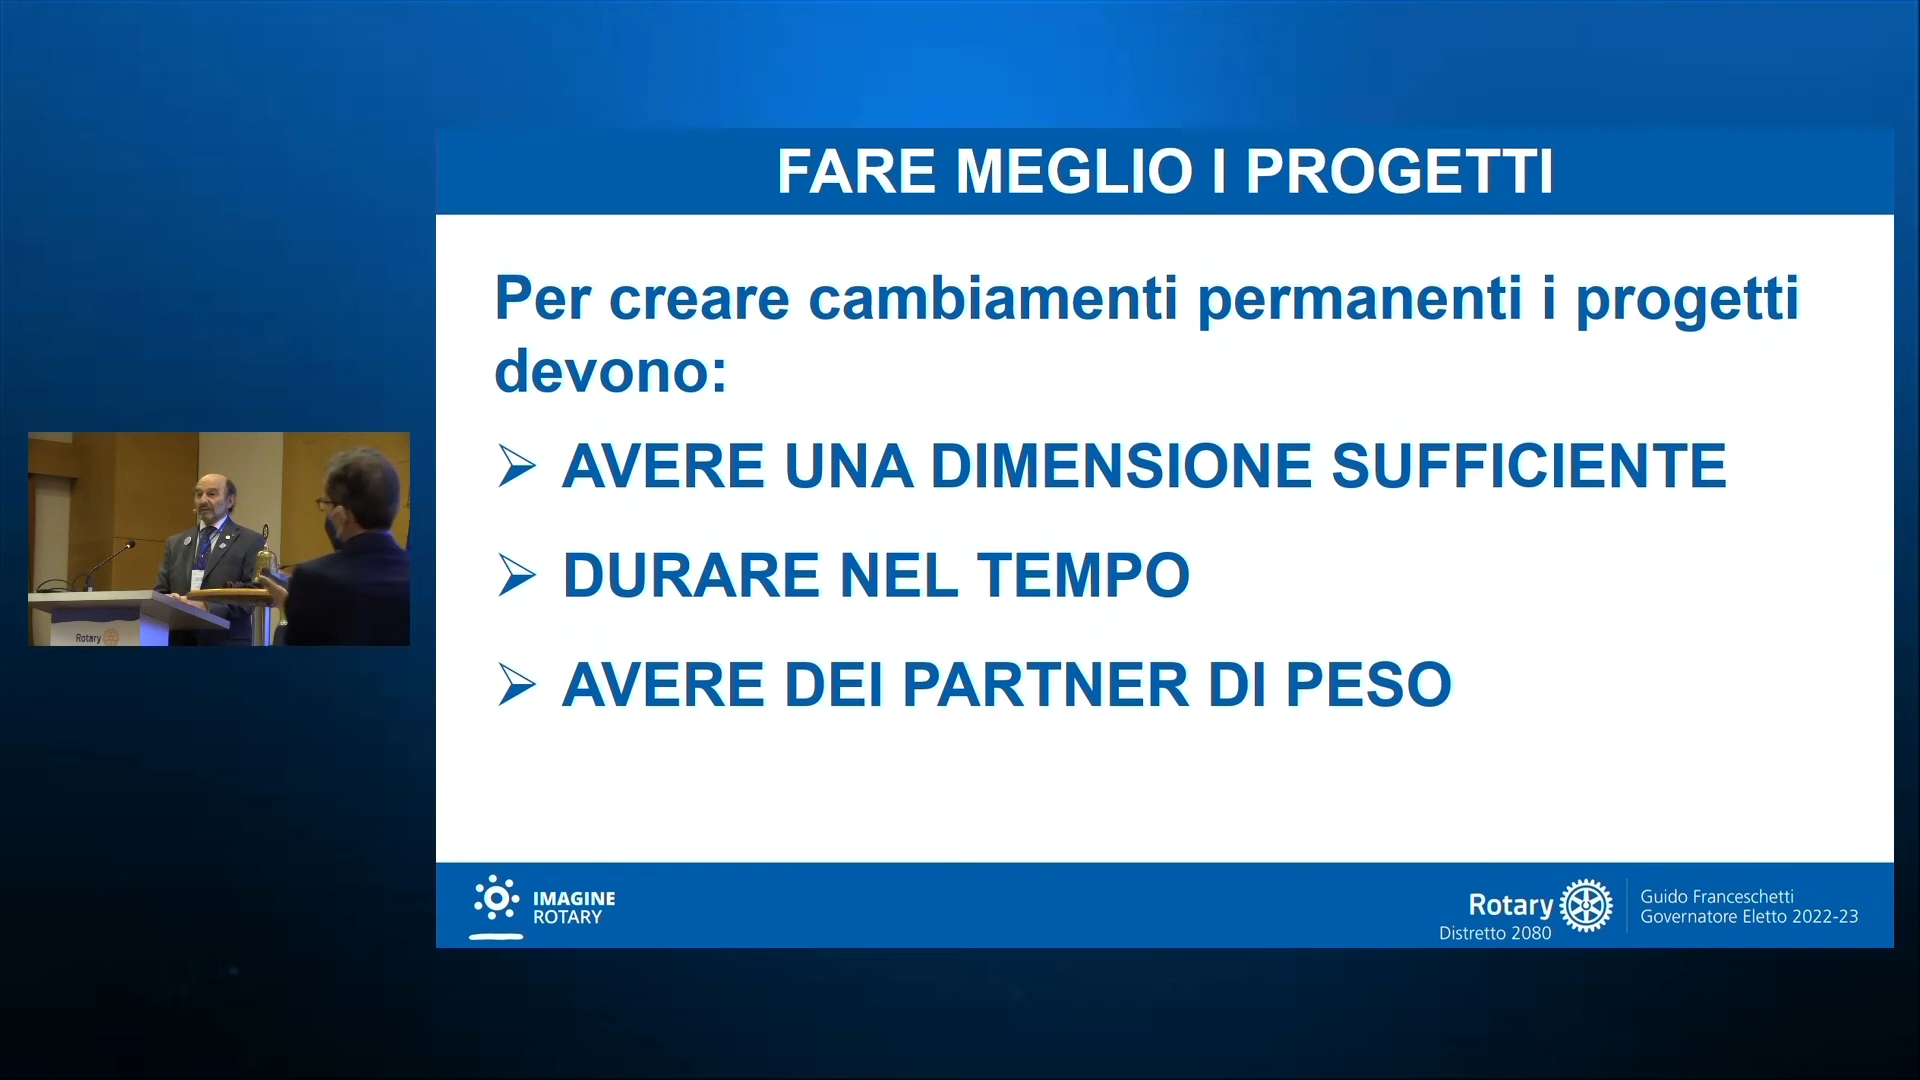 FARE MEGLIO I PROGETTI
Per creare cambiamenti permanenti i progetti
devono:
➢ AVERE UNA DIMENSIONE SUFFICIENTE
➢ DURARE NEL TEMPO
➢ AVERE DEI PARTNER DI PESO
Rotary
IMAGINE
ROTARY
Rotary
Distretto 2080
Guido Franceschetti
Governatore Eletto 2022-23